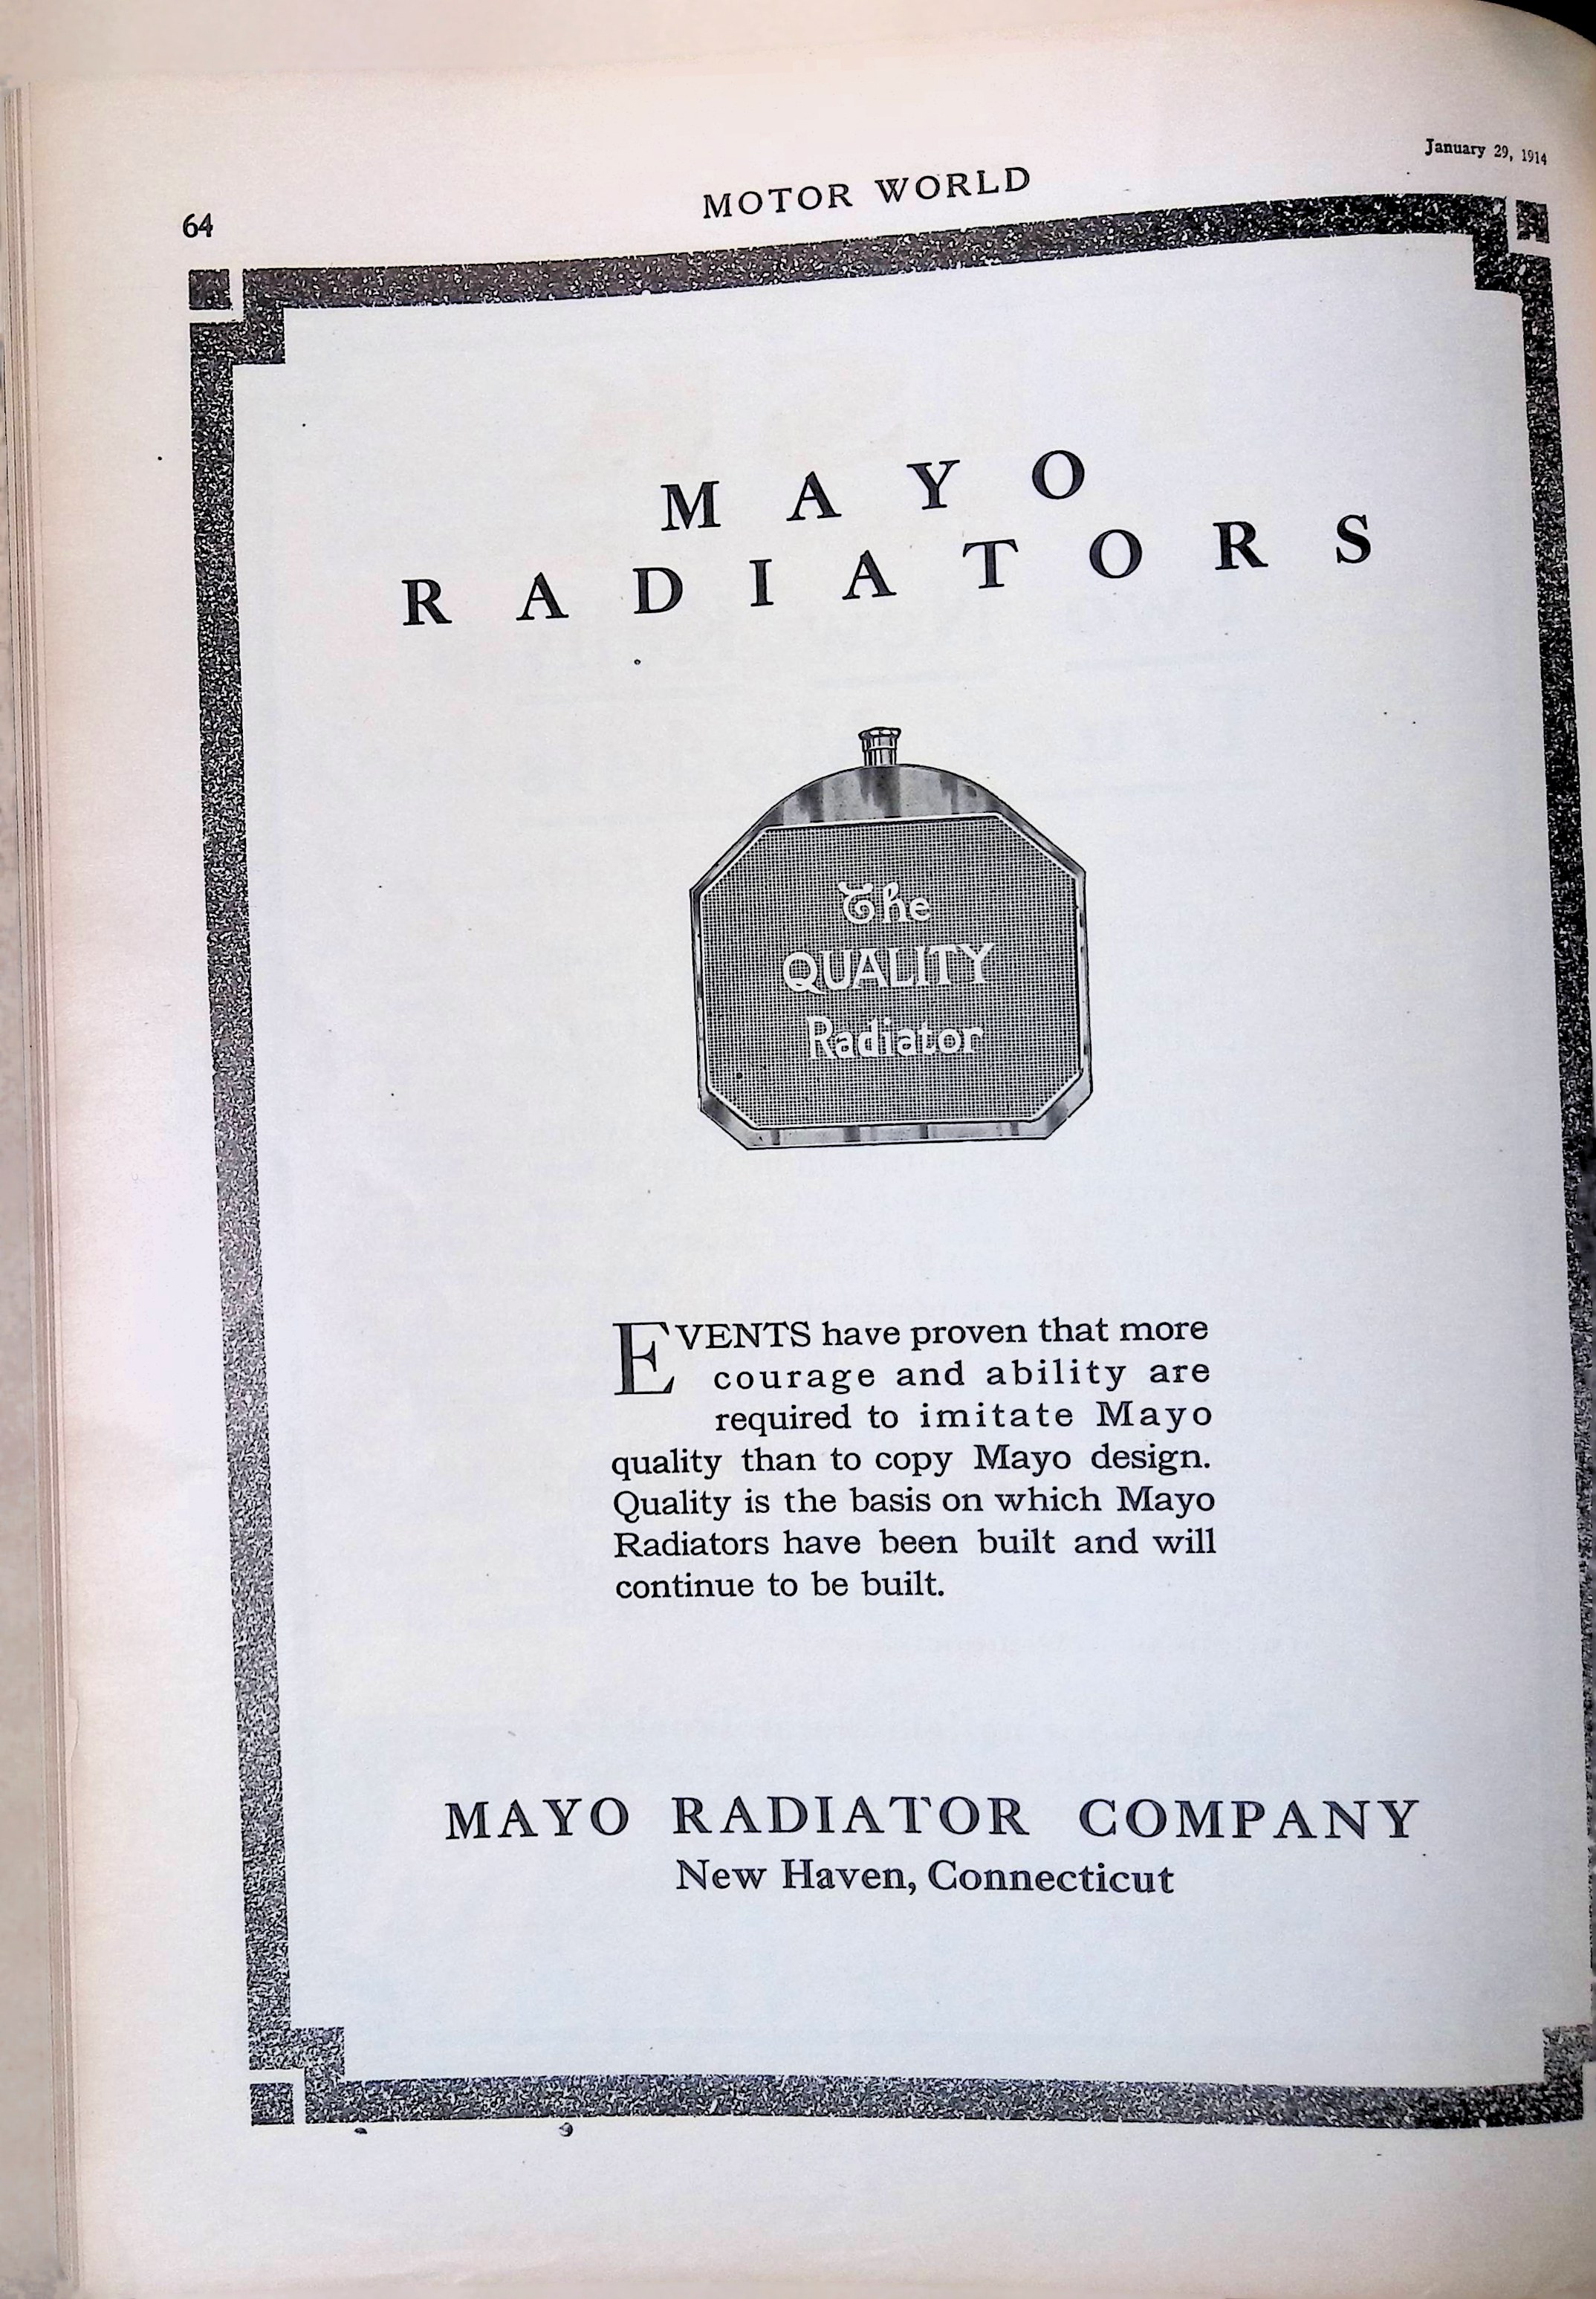 January 29, 1914
64
MOTOR WORLD
MAYO
RADIATORS
The
QUALITY
Radiator
EVENTS have proven that more
courage and ability are
required to imitate Mayo
quality than to copy Mayo design.
Quality is the basis on which Mayo
Radiators have been built and will
continue to be built.
MAYO RADIATOR COMPANY
New Haven, Connecticut